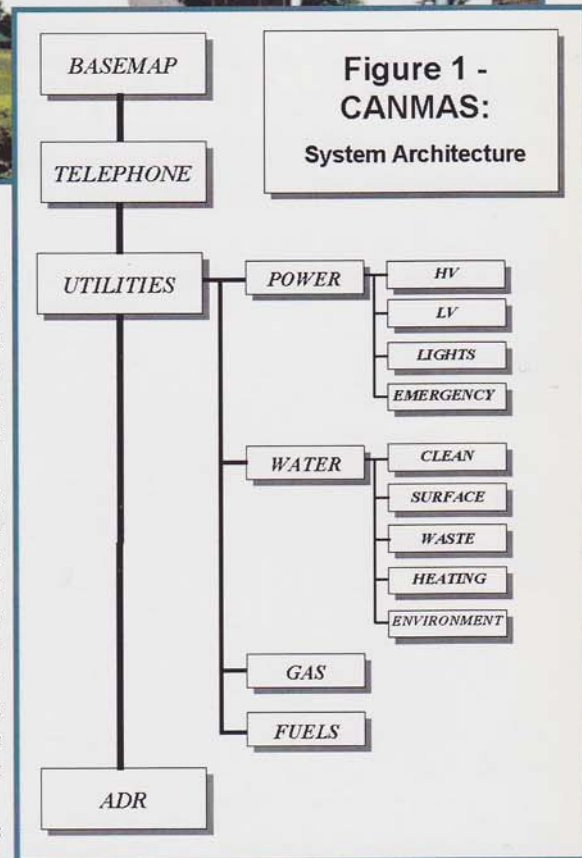 BASEMAP
Figure 1 -
CANMAS:
System Architecture
TELEPHONE
UTILITIES
POWER
HV
LV
LIGHTS
EMERGENCY
WATER
CLEAN
SURFACE
WASTE
HEATING
ENVIRONMENT
GAS
FUELS
ADR